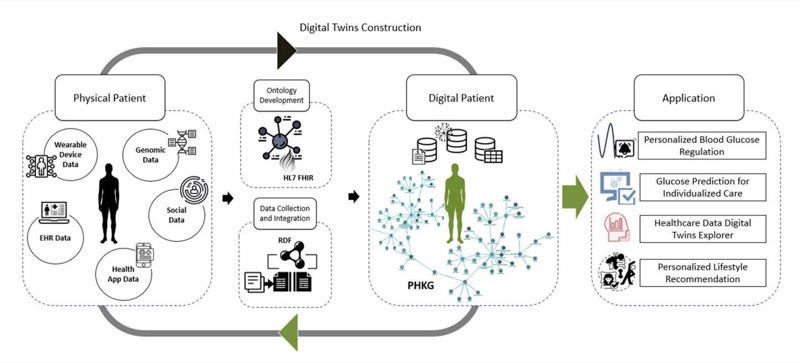 Digital Twins Construction
Physical Patient
Wearable
Device
Data
Genomic
Data
Social
Data
EHR Data
Health
App Data
Ontology
Development
HL7 FHIR
Data Collection
and Integration
RDF
Digital Patient
PHKG
Application
Personalized Blood Glucose
Regulation
Glucose Prediction for
Individualized Care
Healthcare Data Digital
Twins Explorer
Personalized Lifestyle
Recommendation